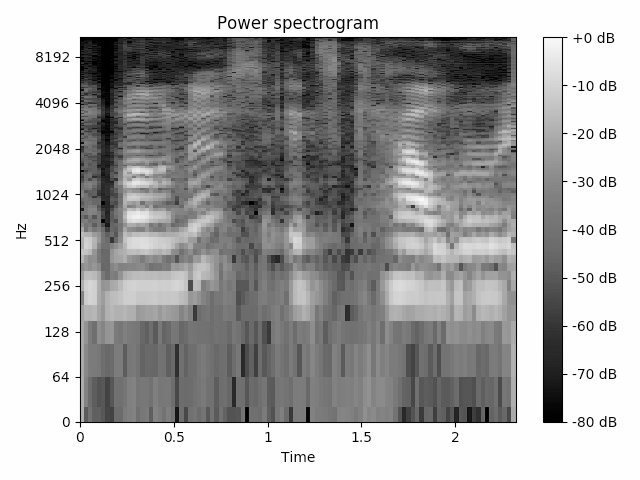 Power spectrogram
8192
4096
2048
1024
512
256
128
64
0
Hz
0
0.5
1
1.5
2
Time
+0 dB
-10 dB
-20 dB
-30 dB
-40 dB
-50 dB
-60 dB
-70 dB
-80 dB